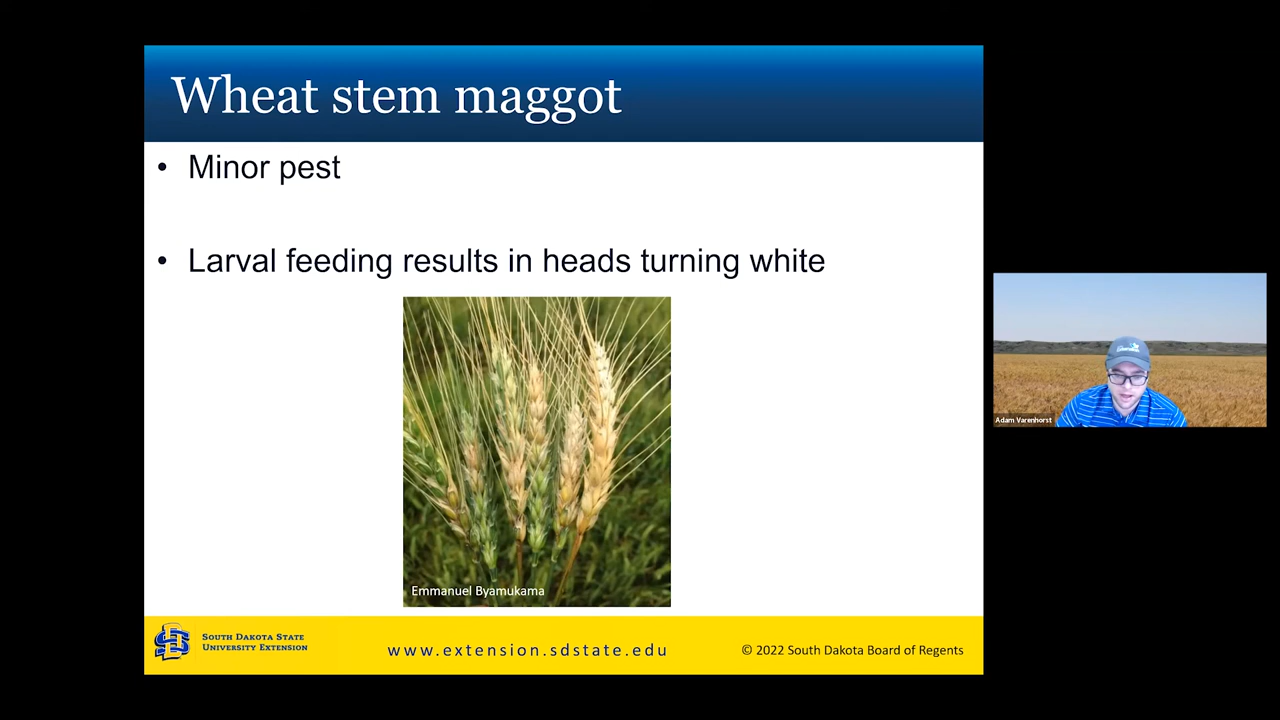 Wheat stem maggot
• Minor pest
• Larval feeding results in heads turning white
Emmanuel Byamukama
Adam Varenhorst
SOUTH DAKOTA STATE
UNIVERSITY EXTENSION
www.extension.sdstate.edu
© 2022 South Dakota Board of Regents